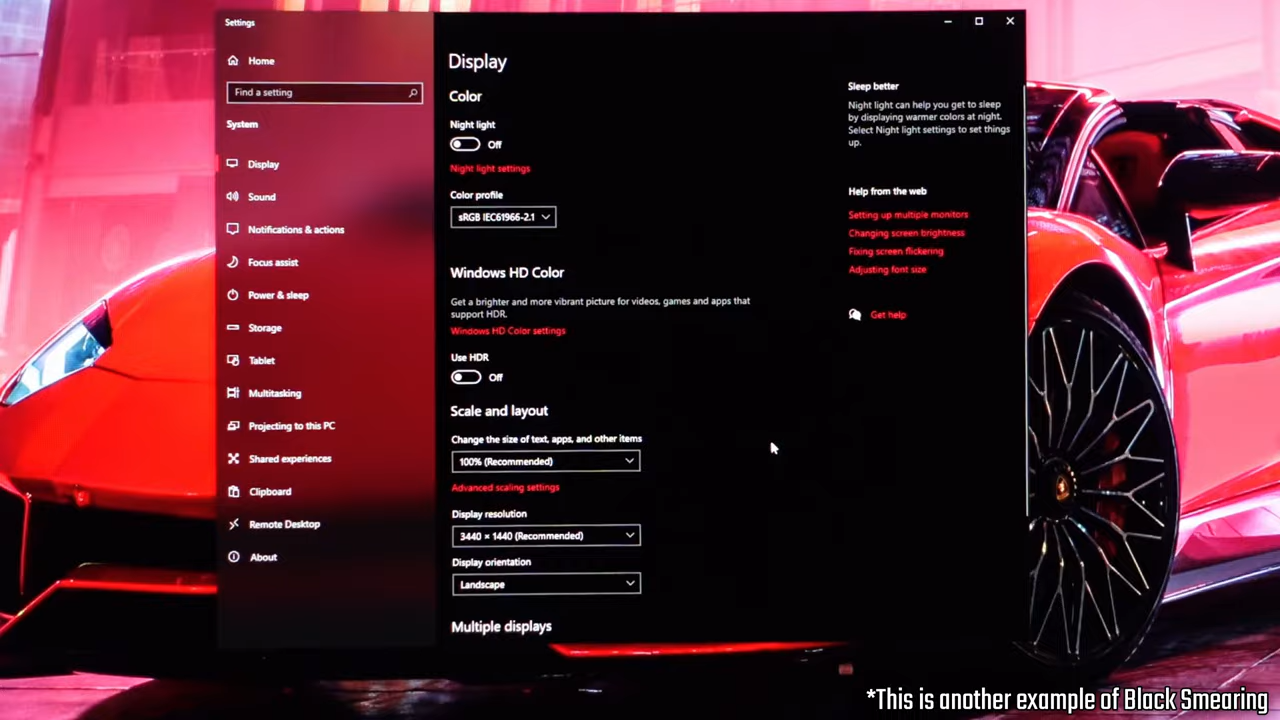 Settings
Home
Find a setting
System
Display
Sound
Notifications & actions
Focus assist
Power & sleep
Storage
Tablet
Multitasking
Projecting to this PC
Shared experiences
Clipboard
Remote Desktop
About
Display
Color
Night light
Off
Night light settings
Color profile
sRGB IEC61966-2.1
Windows HD Color
Get a brighter and more vibrant picture for videos, games and apps that
support HDR.
Windows HD Color settings
Use HDR
Off
Scale and layout
Change the size of text, apps, and other items
100% (Recommended)
Advanced scaling settings
Display resolution
3440 × 1440 (Recommended)
Display orientation
Landscape
Multiple displays
Sleep better
Night light can help you get to sleep
by displaying warmer colors at night.
Select Night light settings to set things
up.
Help from the web
Setting up multiple monitors
Changing screen brightness
Fixing screen flickering
Adjusting font size
Get help
*This is another example of Black Smearing